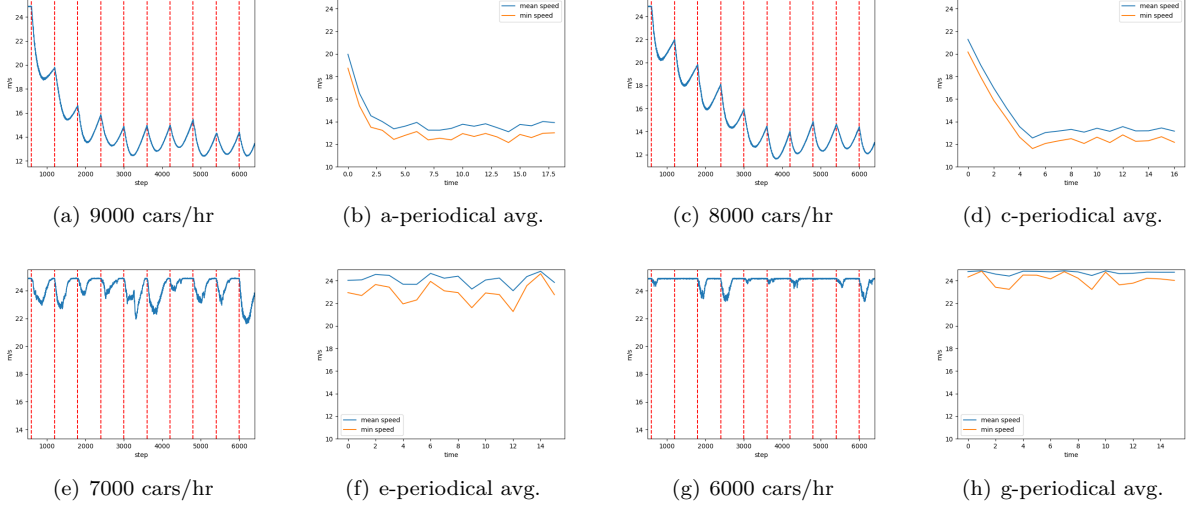 mean speed
min speed
m/s
24
22
20
18
16
14
12
1000 2000 3000 4000 5000 6000
step
m/s
24
22
20
18
16
14
12
10
0.0 2.5 5.0 7.5 10.0 12.5 15.0 17.5
time
mean speed
min speed
m/s
24
22
20
18
16
14
12
1000 2000 3000 4000 5000 6000
step
m/s
24
22
20
18
16
14
12
10
0 2 4 6 8 10 12 14 16
time
(a) 9000 cars/hr
(b) a-periodical avg.
(c) 8000 cars/hr
(d) c-periodical avg.
m/s
24
22
20
18
16
14
1000 2000 3000 4000 5000 6000
step
m/s
26
24
22
20
18
16
14
12
10
mean speed
min speed
0 2 4 6 8 10 12 14
time
m/s
24
22
20
18
16
14
1000 2000 3000 4000 5000 6000
step
m/s
24
22
20
18
16
14
12
10
mean speed
min speed
0 2 4 6 8 10 12 14
time
(e) 7000 cars/hr
(f) e-periodical avg.
(g) 6000 cars/hr
(h) g-periodical avg.